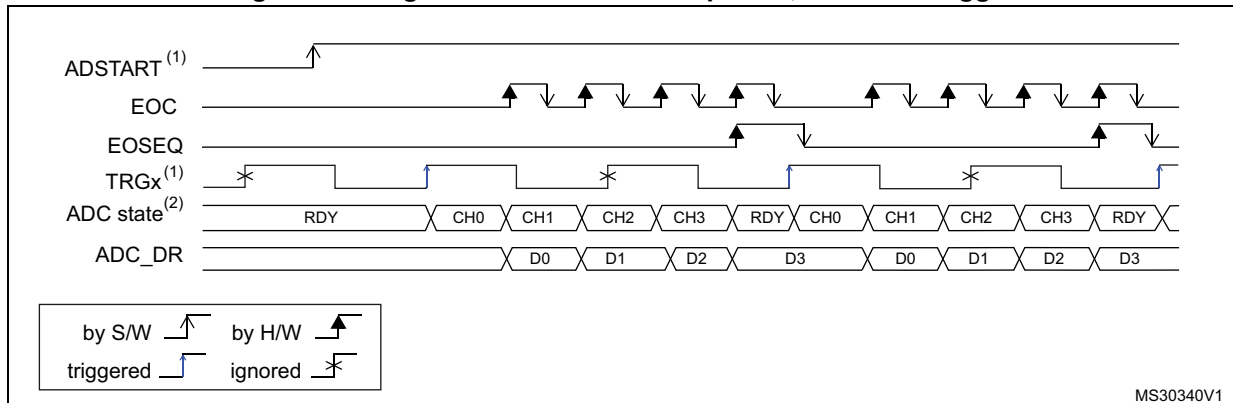 ADSTART (1)
EOC
EOSEQ
TRGx(1)
ADC state(2) RDY CH0 CH1 CH2 CH3 RDY CH0 CH1 CH2 CH3 RDY
ADC_DR D0 D1 D2 D3 D0 D1 D2 D3
by S/W by H/W
triggered ignored
MS30340V1